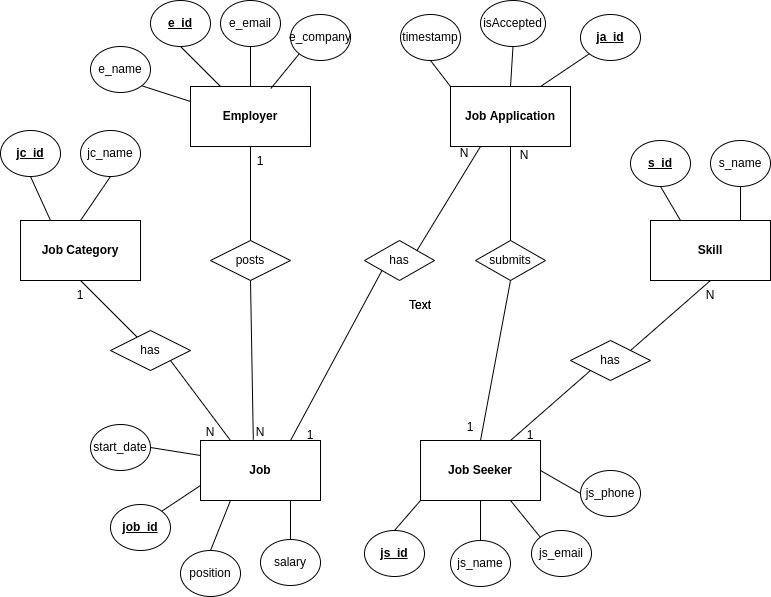 e_id
e_email
e_company
timestamp
isAccepted
ja_id
e_name
Employer
Job Application
jc_id
jc_name
1
N
N
s_id
s_name
Job Category
Skill
posts
has
submits
1
Text
N
has
has
N
N
1
1
1
start_date
Job
Job Seeker
js_phone
job_id
position
salary
js_id
js_name
js_email